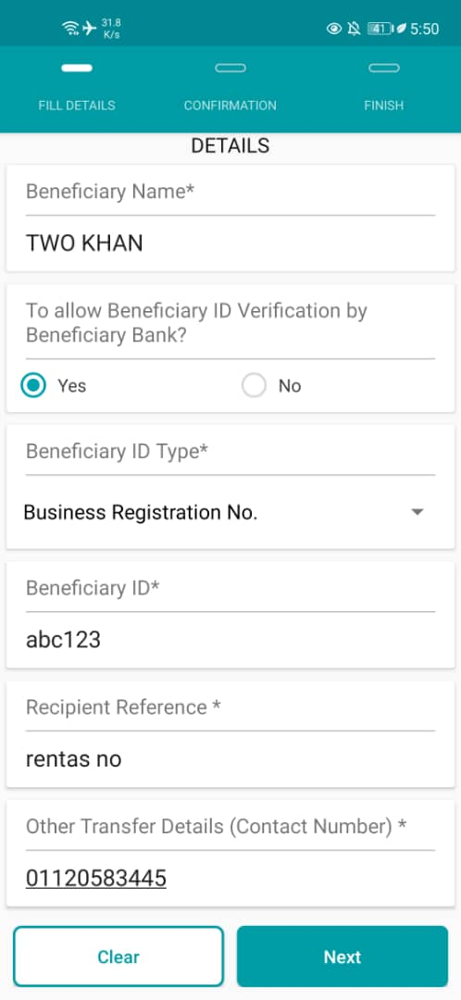 31.8
K/s
41
5:50
FILL DETAILS
CONFIRMATION
FINISH
DETAILS
Beneficiary Name*
TWO KHAN
To allow Beneficiary ID Verification by
Beneficiary Bank?
Yes
No
Beneficiary ID Type*
Business Registration No.
Beneficiary ID*
abc123
Recipient Reference *
rentas no
Other Transfer Details (Contact Number) *
01120583445
Clear
Next